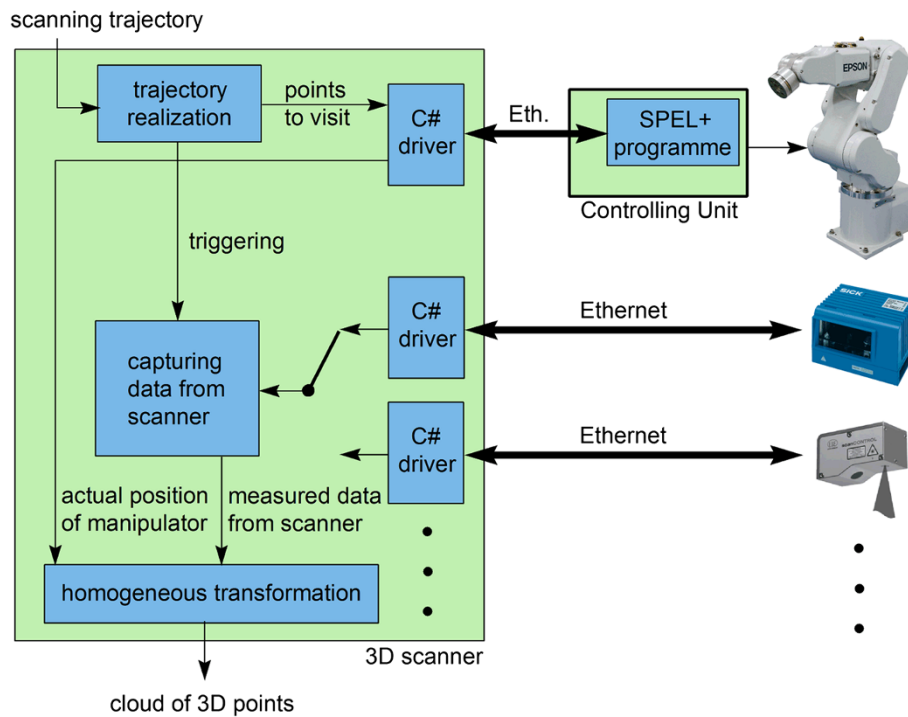 scanning trajectory
trajectory
realization
points
to visit
C#
driver
Eth.
SPEL+
programme
Controlling Unit
EPSON
triggering
capturing
data from
scanner
C#
driver
Ethernet
SICK
C#
driver
Ethernet
actual position
of manipulator
measured data
from scanner
homogeneous transformation
3D scanner
cloud of 3D points